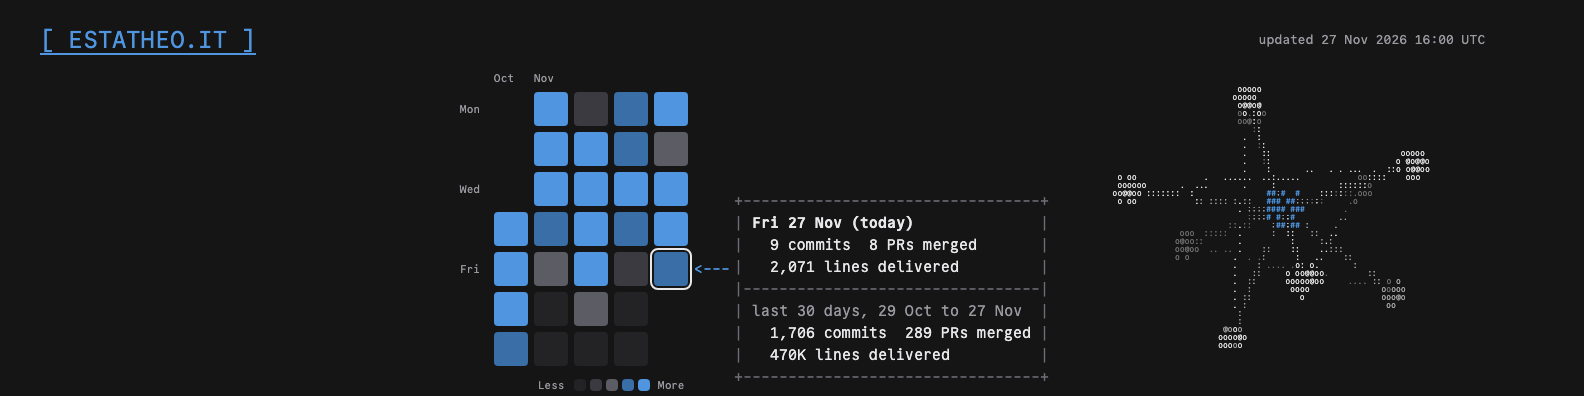 [ ESTATHEO.IT ]
updated 27 Nov 2026 16:00 UTC
Oct Nov
Mon
Wed
Fri
Fri 27 Nov (today)
9 commits 8 PRs merged
2,071 lines delivered
last 30 days, 29 Oct to 27 Nov
1,706 commits 289 PRs merged
470K lines delivered
Less More